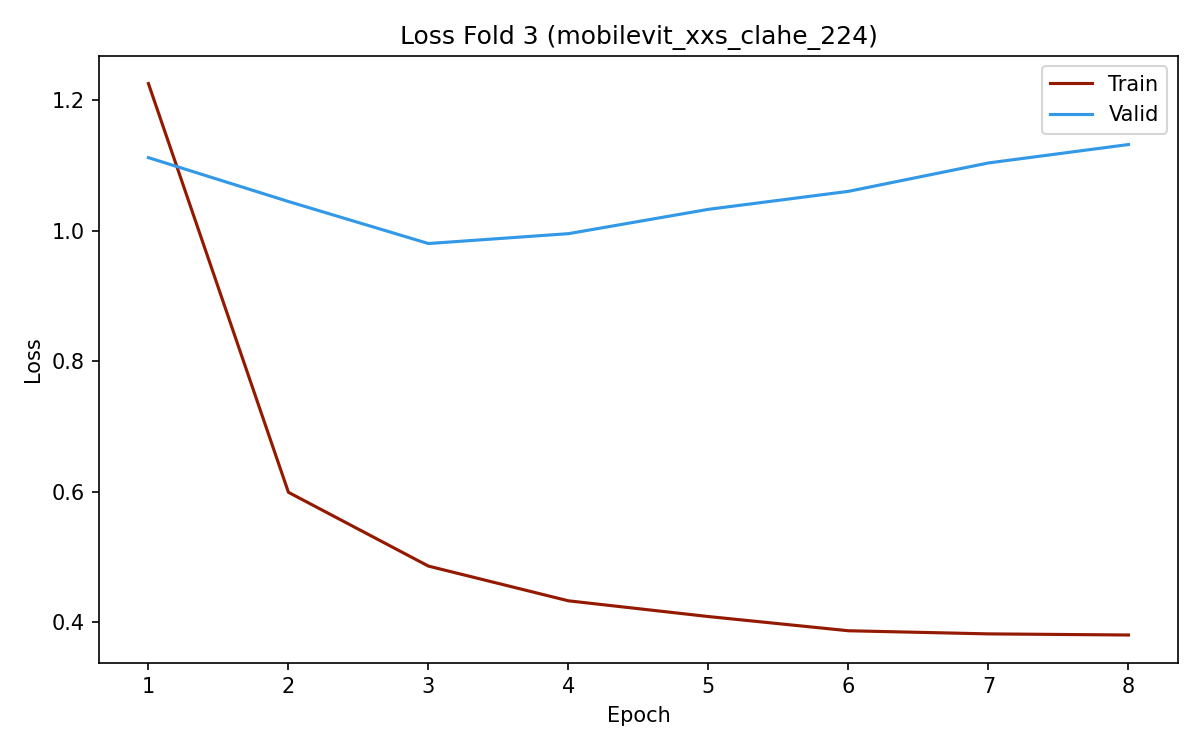 Loss Fold 3 (mobilevit_xxs_clahe_224)
Train
Valid
1.2
1.0
0.8
0.6
0.4
Loss
1 2 3 4 5 6 7 8
Epoch